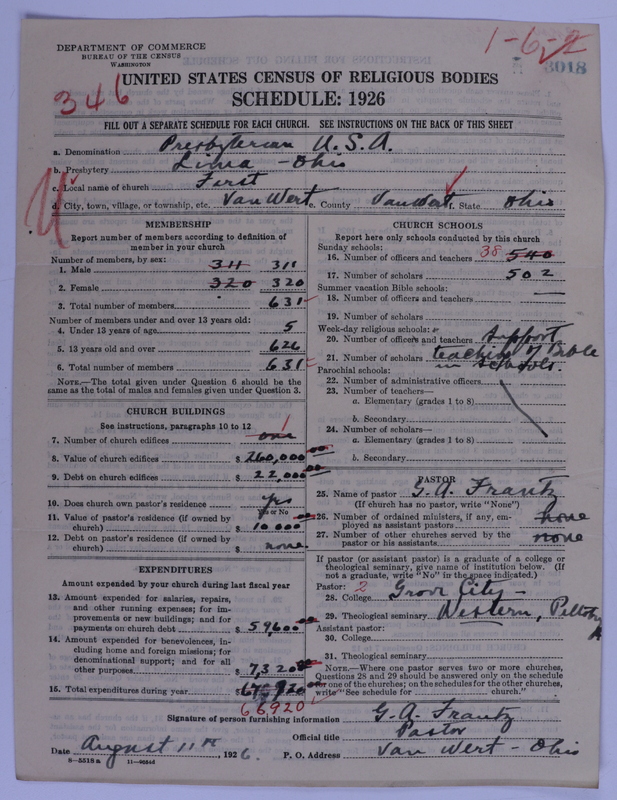 DEPARTMENT OF COMMERCE
BUREAU OF THE CENSUS
WASHINGTON
1-6-2
3018
346
UNITED STATES CENSUS OF RELIGIOUS BODIES
SCHEDULE: 1926
FILL OUT A SEPARATE SCHEDULE FOR EACH CHURCH. SEE INSTRUCTIONS ON THE BACK OF THIS SHEET
a. Denomination Presbyterian U.S.A.
b. Presbytery Lima - Ohio
c. Local name of church First
d. City, town, village, or township, etc. Van Wert e. County Van Wert f. State Ohio
MEMBERSHIP
Report number of members according to definition of
member in your church
Number of members, by sex:
1. Male 311 311
2. Female 320 320
3. Total number of members 631
Number of members under and over 13 years old:
4. Under 13 years of age 5
5. 13 years old and over 626
6. Total number of members 631
NOTE.—The total given under Question 6 should be
the same as the total of males and females given under Question 3.
CHURCH BUILDINGS
See instructions, paragraphs 10 to 12
7. Number of church edifices one 1
8. Value of church edifices $ 260,000
9. Debt on church edifices $ 22,000
10. Does church own pastor's residence yes
Yes or No
11. Value of pastor's residence (if owned by
church) $ 10000
12. Debt on pastor's residence (if owned by
church) $ none
EXPENDITURES
Amount expended by your church during last fiscal year
13. Amount expended for salaries, repairs,
and other running expenses; for im-
provements or new buildings; and for
payments on church debt $ 59,600
14. Amount expended for benevolences, in-
cluding home and foreign missions; for
denominational support; and for all
other purposes $ 7,320
15. Total expenditures during year $
66920
CHURCH SCHOOLS
Report here only schools conducted by this church
Sunday schools:
16. Number of officers and teachers 38 540
17. Number of scholars 502
Summer vacation Bible schools:
18. Number of officers and teachers
19. Number of scholars
Week-day religious schools:
20. Number of officers and teachers support
21. Number of scholars teaching of Bible
in schools
Parochial schools:
22. Number of administrative officers
23. Number of teachers—
a. Elementary (grades 1 to 8)
b. Secondary
24. Number of scholars—
a. Elementary (grades 1 to 8)
b. Secondary
PASTOR
25. Name of pastor G. A. Frantz
(If church has no pastor, write "None")
26. Number of ordained ministers, if any, em-
ployed as assistant pastors none
27. Number of other churches served by the
pastor or his assistants none
If pastor (or assistant pastor) is a graduate of a college or
theological seminary, give name of institution below. (If
not a graduate, write "No" in the space indicated.)
Pastor: 2
28. College Grove City -
29. Theological seminary Western,
Assistant pastor:
30. College
31. Theological seminary
NOTE.—Where one pastor serves two or more churches,
Questions 28 and 29 should be answered only on the schedule
for one of the churches; on the schedules for the other churches,
write "See schedule for church."
Signature of person furnishing information G. A. Frantz
Official title Pastor
Date August 11th, 1926. P. O. Address Van Wert - Ohio
8-5518a 11-9034d